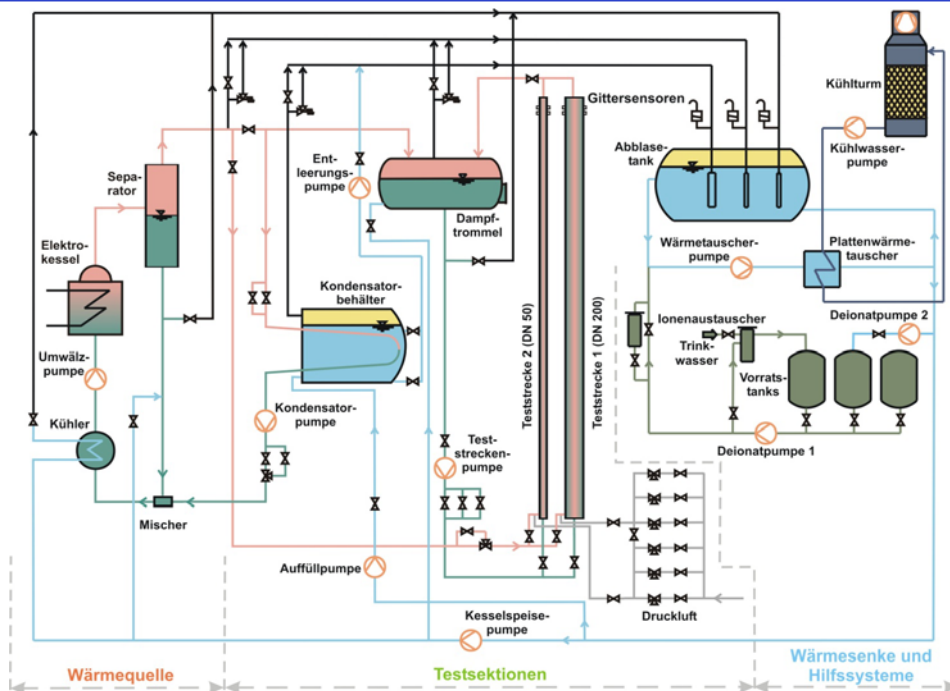 Gittersensoren
Kühlturm
Kühlwasser-
pumpe
Abblase-
tank
Sepa-
rator
Ent-
leerungs-
pumpe
Dampf-
trommel
Elektro-
kessel
Kondensator-
behälter
Wärmetauscher-
pumpe
Plattenwärme-
tauscher
Ionenaustauscher
Trink-
wasser
Deionatpumpe 2
Umwälz-
pumpe
Vorrats-
tanks
Kühler
Kondensator-
pumpe
Teststrecke 2 (DN 50)
Teststrecke 1 (DN 200)
Test-
strecken-
pumpe
Deionatpumpe 1
Mischer
Auffüllpumpe
Kesselspeise-
pumpe
Druckluft
Wärmequelle
Testsektionen
Wärmesenke und
Hilfssysteme